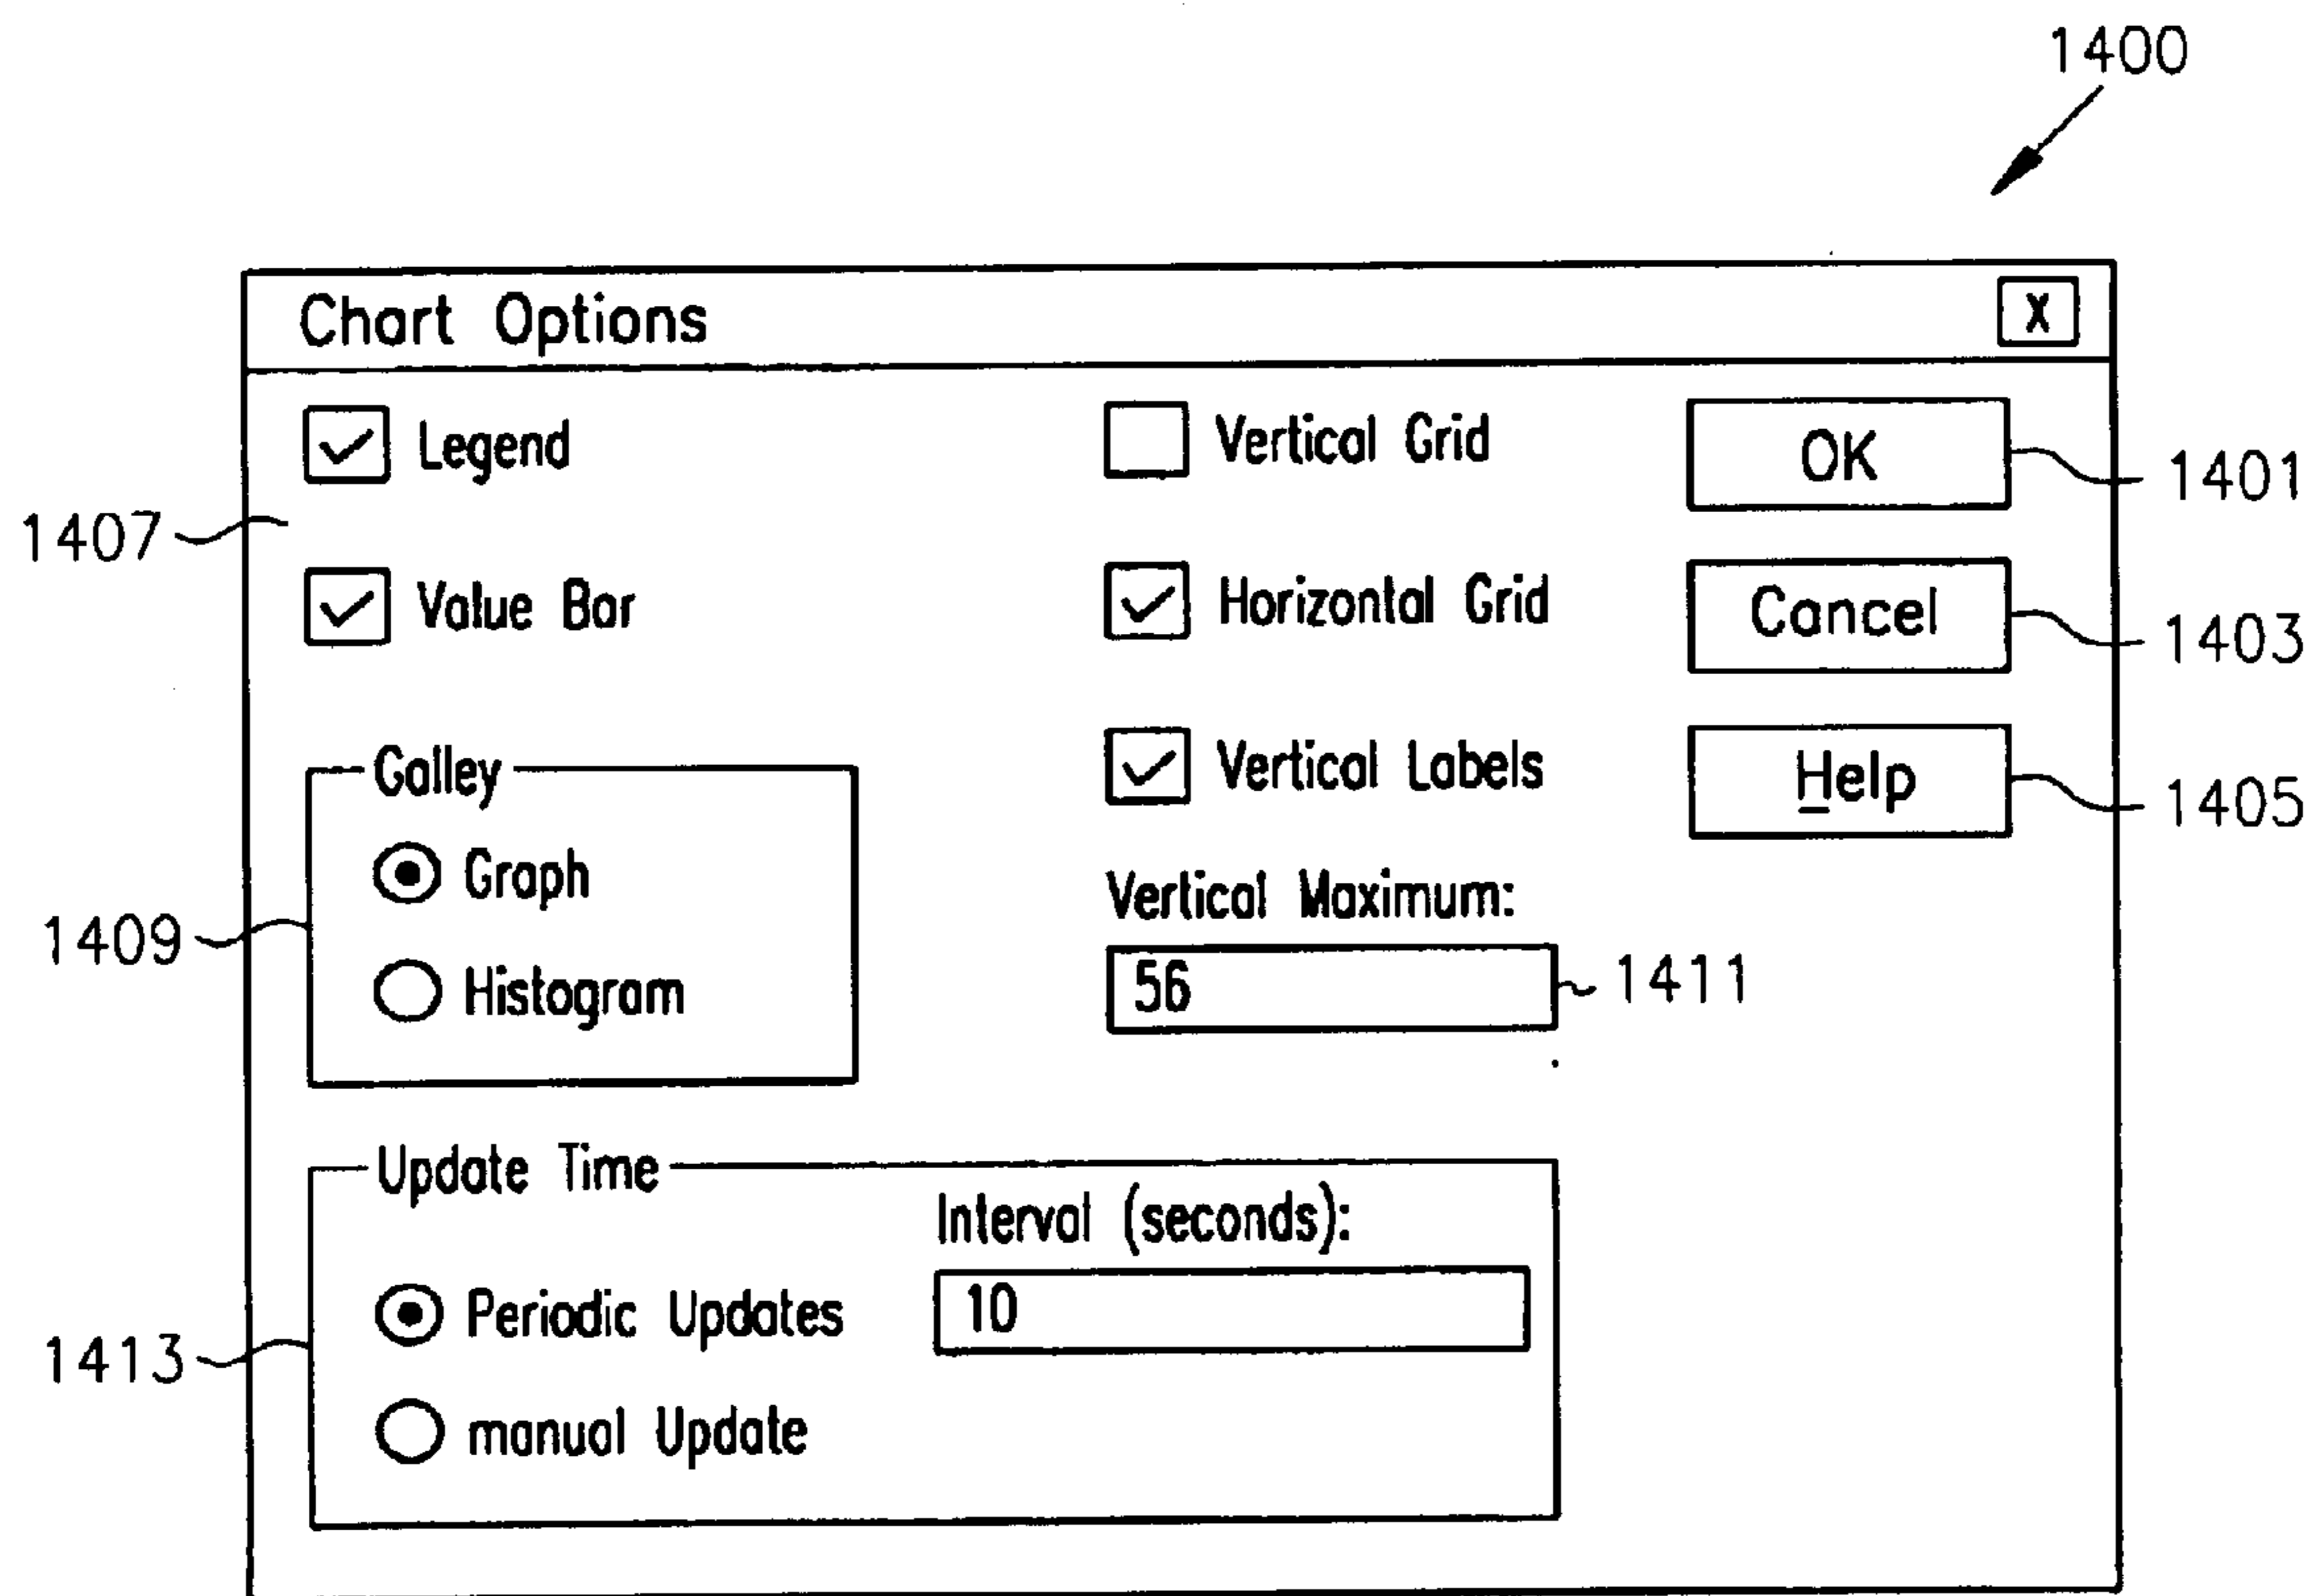 1400
Chart Options X
Legend
Vertical Grid
OK
1401
1407
Value Bar
Horizontal Grid
Cancel
1403
Galley
Vertical Labels
Help
1405
Graph
Vertical Maximum:
1409
Histogram
56
1411
Update Time
Interval (seconds):
Periodic Updates
10
1413
manual Update